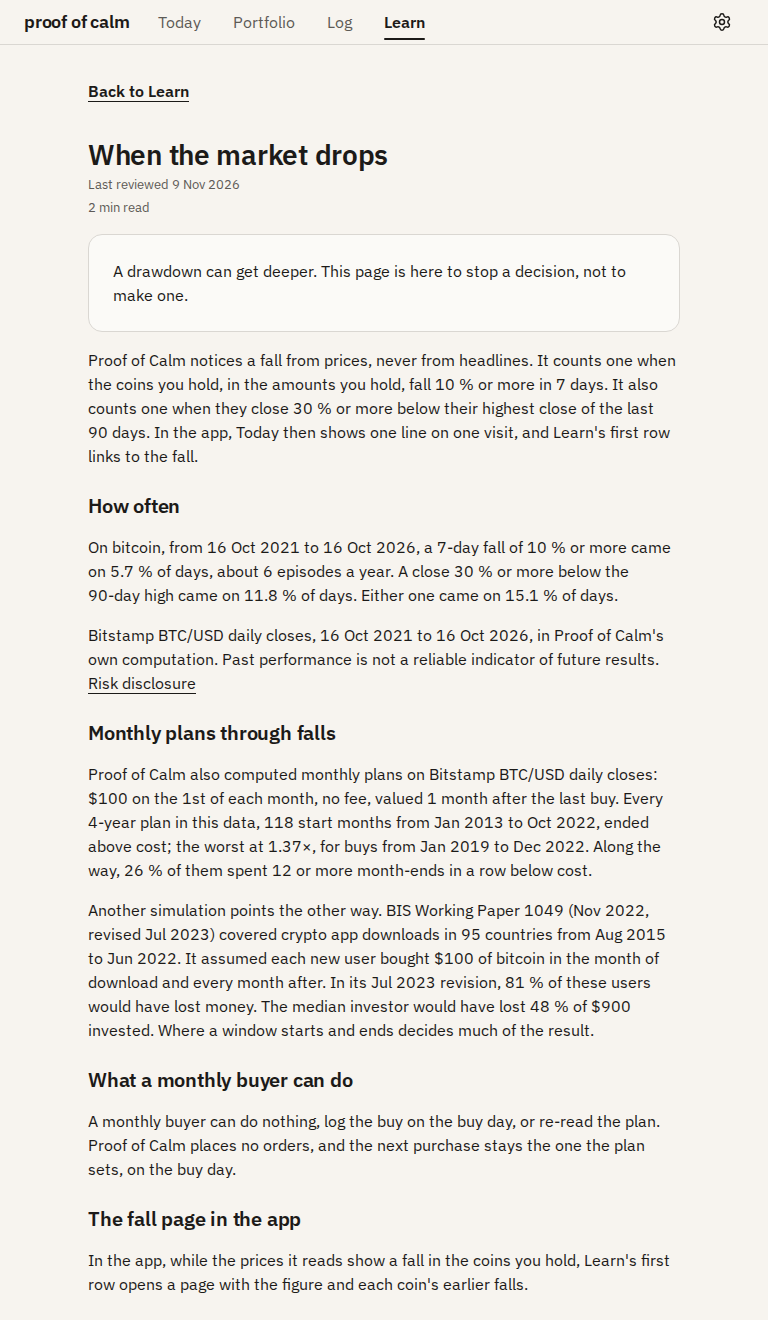 proof of calm Today Portfolio Log Learn
Back to Learn
When the market drops
Last reviewed 9 Nov 2026
2 min read
A drawdown can get deeper. This page is here to stop a decision, not to
make one.
Proof of Calm notices a fall from prices, never from headlines. It counts one when
the coins you hold, in the amounts you hold, fall 10 % or more in 7 days. It also
counts one when they close 30 % or more below their highest close of the last
90 days. In the app, Today then shows one line on one visit, and Learn's first row
links to the fall.
How often
On bitcoin, from 16 Oct 2021 to 16 Oct 2026, a 7-day fall of 10 % or more came
on 5.7 % of days, about 6 episodes a year. A close 30 % or more below the
90-day high came on 11.8 % of days. Either one came on 15.1 % of days.
Bitstamp BTC/USD daily closes, 16 Oct 2021 to 16 Oct 2026, in Proof of Calm's
own computation. Past performance is not a reliable indicator of future results.
Risk disclosure
Monthly plans through falls
Proof of Calm also computed monthly plans on Bitstamp BTC/USD daily closes:
$100 on the 1st of each month, no fee, valued 1 month after the last buy. Every
4-year plan in this data, 118 start months from Jan 2013 to Oct 2022, ended
above cost; the worst at 1.37×, for buys from Jan 2019 to Dec 2022. Along the
way, 26 % of them spent 12 or more month-ends in a row below cost.
Another simulation points the other way. BIS Working Paper 1049 (Nov 2022,
revised Jul 2023) covered crypto app downloads in 95 countries from Aug 2015
to Jun 2022. It assumed each new user bought $100 of bitcoin in the month of
download and every month after. In its Jul 2023 revision, 81 % of these users
would have lost money. The median investor would have lost 48 % of $900
invested. Where a window starts and ends decides much of the result.
What a monthly buyer can do
A monthly buyer can do nothing, log the buy on the buy day, or re-read the plan.
Proof of Calm places no orders, and the next purchase stays the one the plan
sets, on the buy day.
The fall page in the app
In the app, while the prices it reads show a fall in the coins you hold, Learn's first
row opens a page with the figure and each coin's earlier falls.